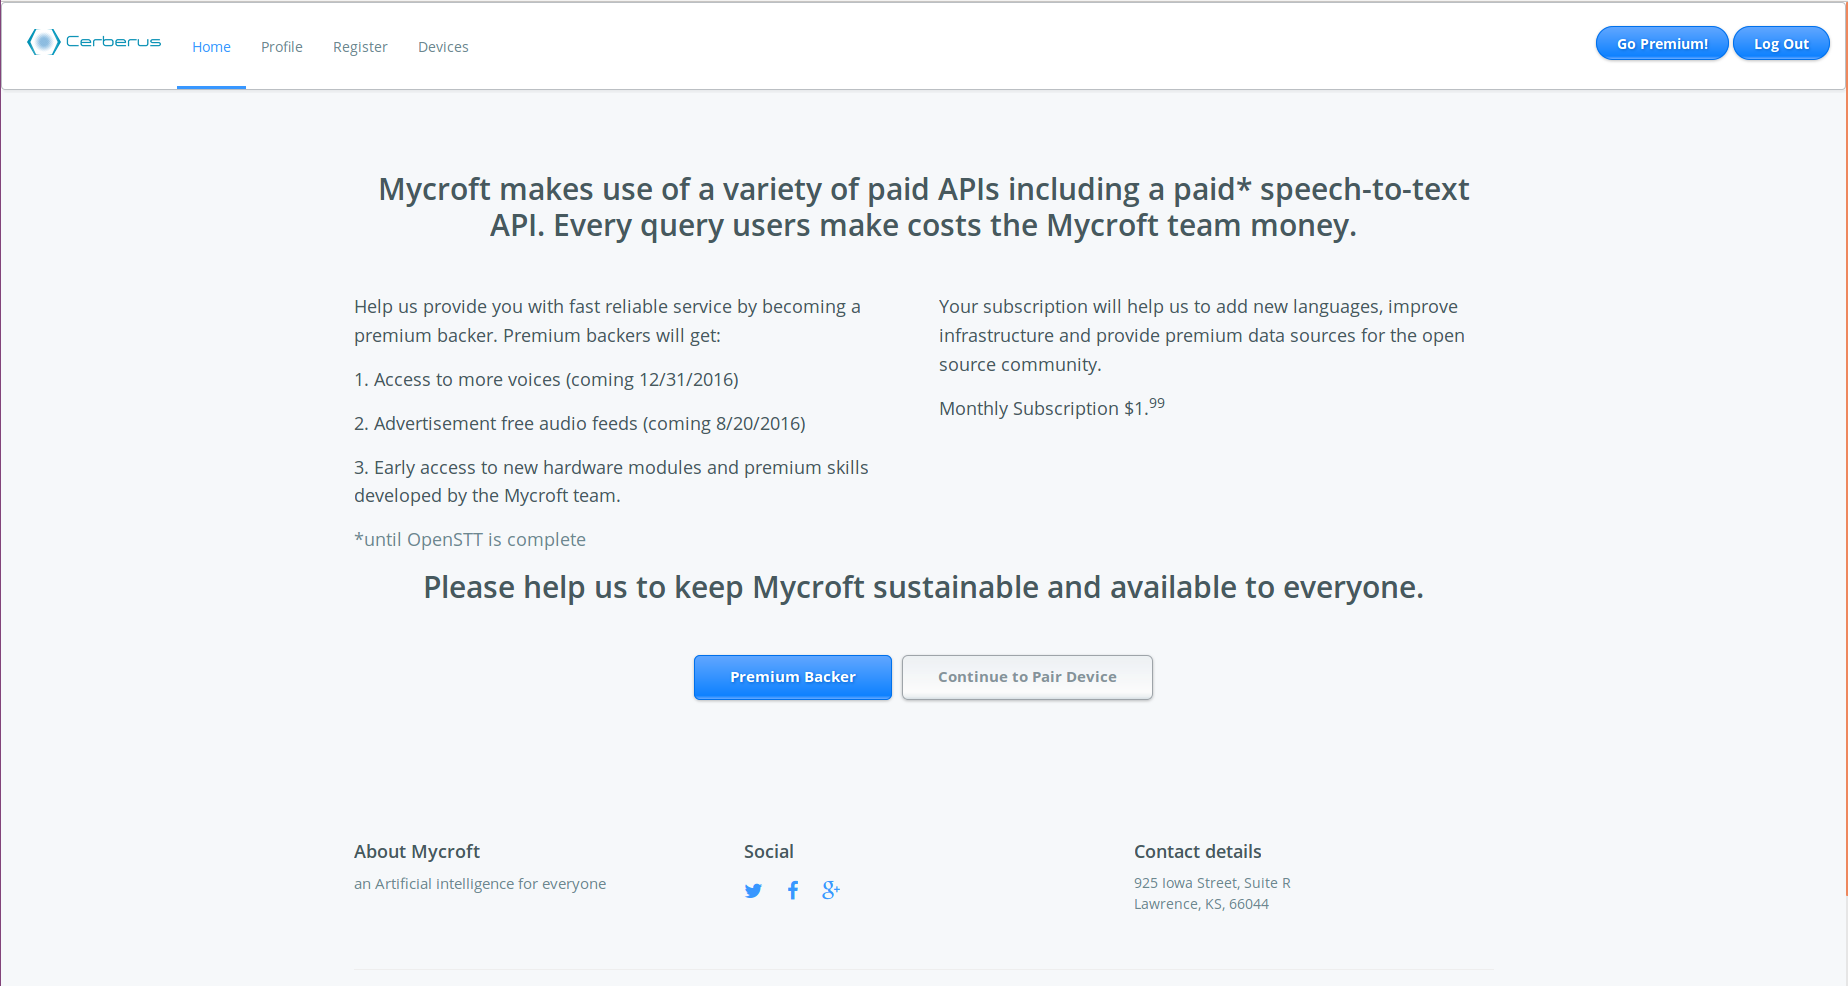 Cerberus
Home Profile Register Devices
Go Premium! Log Out
Mycroft makes use of a variety of paid APIs including a paid* speech-to-text
API. Every query users make costs the Mycroft team money.
Help us provide you with fast reliable service by becoming a
premium backer. Premium backers will get:
1. Access to more voices (coming 12/31/2016)
2. Advertisement free audio feeds (coming 8/20/2016)
3. Early access to new hardware modules and premium skills
developed by the Mycroft team.
*until OpenSTT is complete
Your subscription will help us to add new languages, improve
infrastructure and provide premium data sources for the open
source community.
Monthly Subscription $1.99
Please help us to keep Mycroft sustainable and available to everyone.
Premium Backer Continue to Pair Device
About Mycroft
an Artificial intelligence for everyone
Social
Contact details
925 Iowa Street, Suite R
Lawrence, KS, 66044